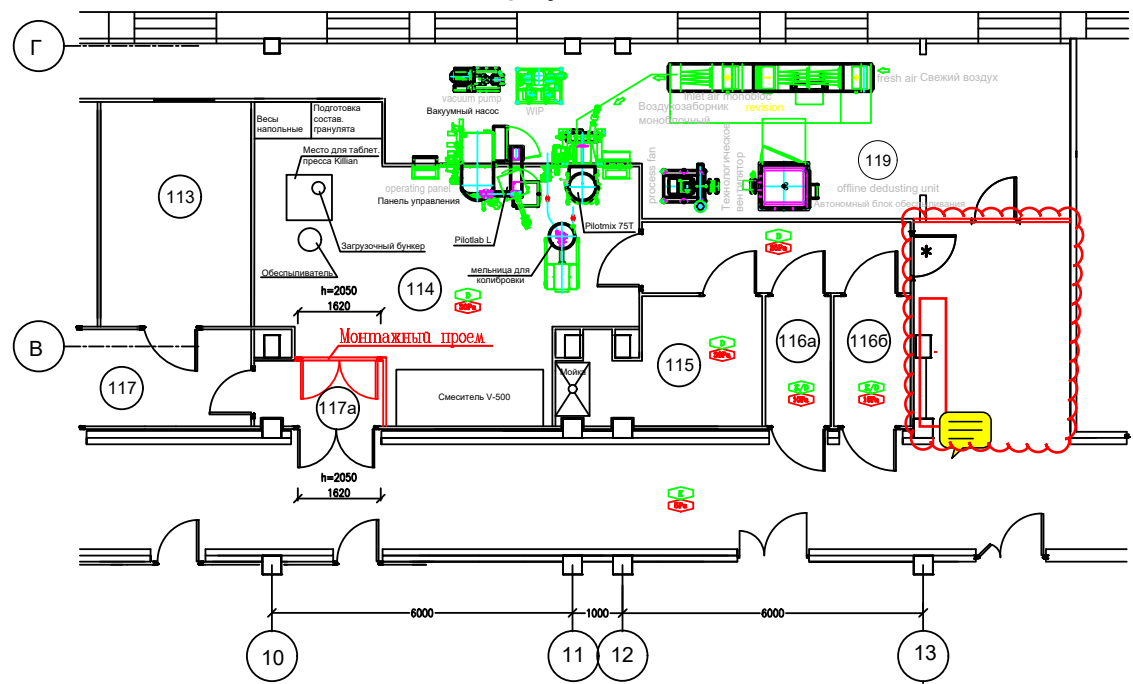 Г
vacuum pump
Вакуумный насос
WIP
fresh air Свежий воздух
inlet air monobloc
Воздухозаборник
revision
моноблочный
Весы
напольные
Подготовка
состав.
гранулята
Место для таблет.
пресса Killian
113
operating panel
Панель управления
process fan
Технологическое
вентилятор
119
offline dedusting unit
Автономный блок обеспыливания
Pilotlab L
Pilotmix 75T
Загрузочный бункер
Обеспыливатель
114
мельница для
калибровки
*
D
D
h=2050
1620
Монтажный проем
В
117
117а
Смеситель V-500
Мойка
115
D
116а
116б
h=2050
1620
K
5Pa
6000
1000
6000
10
11
12
13